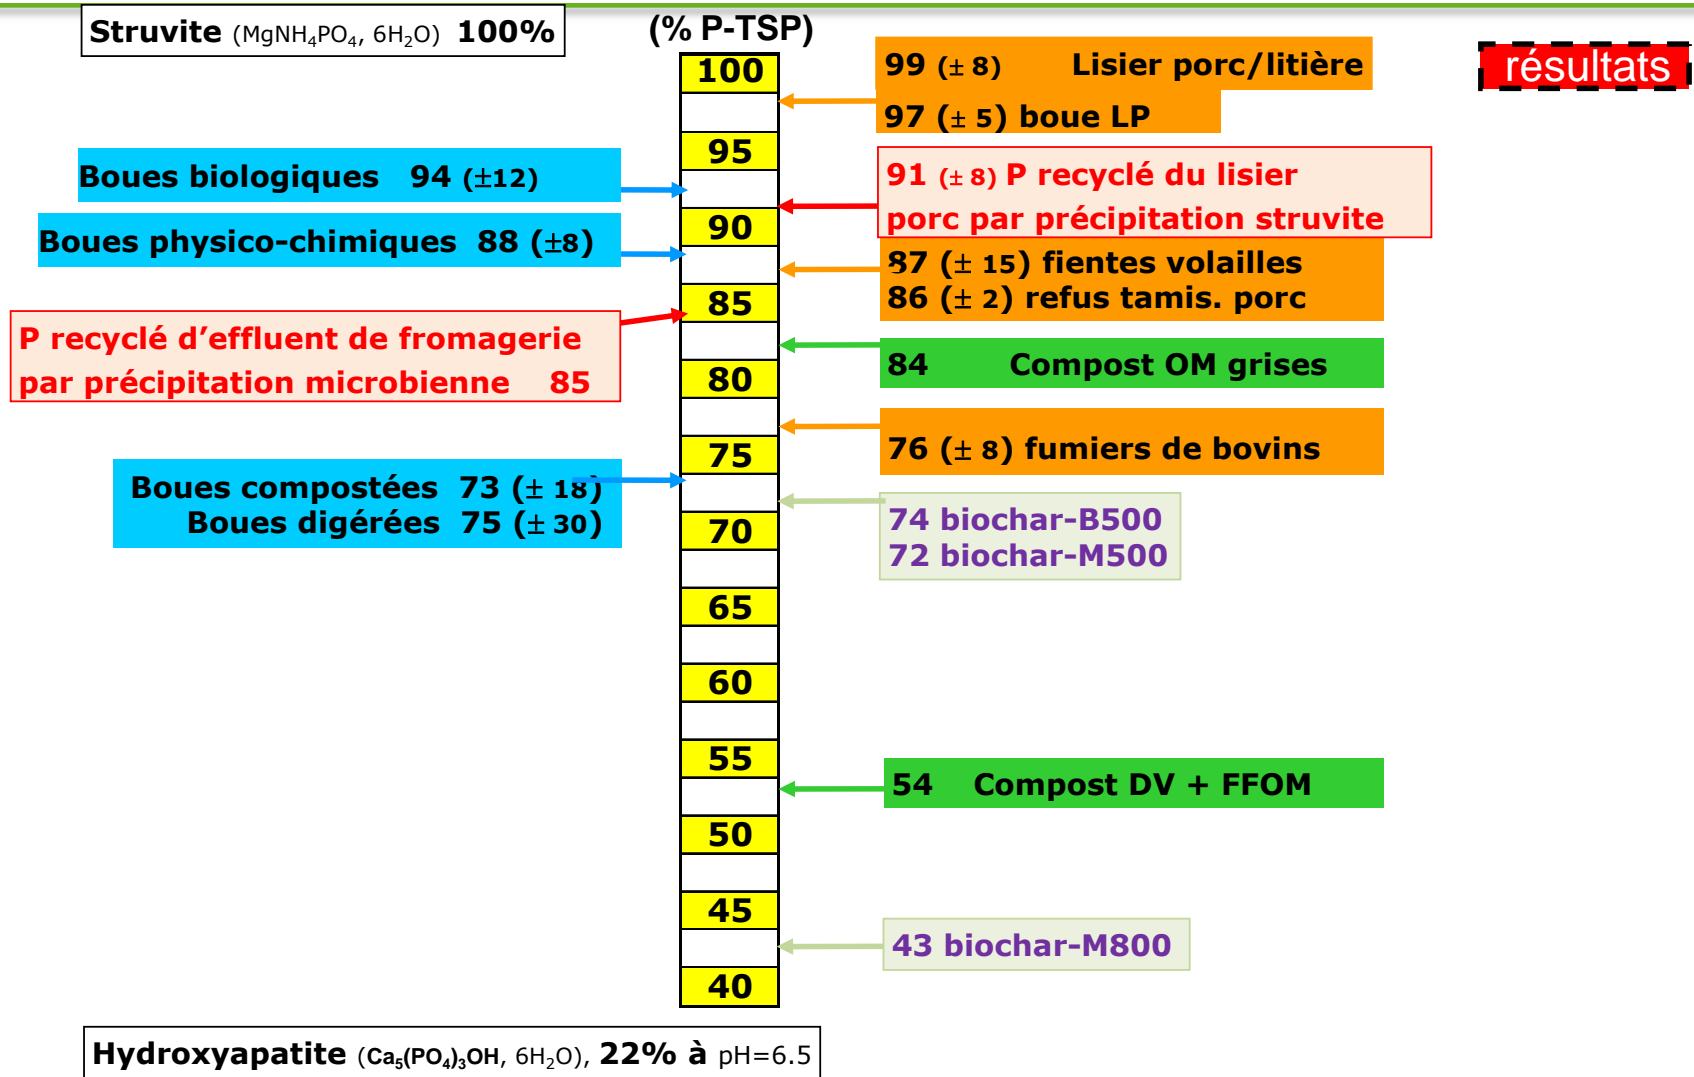 Struvite (MgNH₄PO₄, 6H₂O) 100%
(% P-TSP)
résultats
100
95
90
85
80
75
70
65
60
55
50
45
40
Boues biologiques 94 (±12)
Boues physico-chimiques 88 (±8)
P recyclé d’effluent de fromagerie
par précipitation microbienne 85
Boues compostées 73 (± 18)
Boues digérées 75 (± 30)
99 (± 8) Lisier porc/litière
97 (± 5) boue LP
91 (± 8) P recyclé du lisier
porc par précipitation struvite
87 (± 15) fientes volailles
86 (± 2) refus tamis. porc
84 Compost OM grises
76 (± 8) fumiers de bovins
74 biochar-B500
72 biochar-M500
54 Compost DV + FFOM
43 biochar-M800
Hydroxyapatite (Ca₅(PO₄)₃OH, 6H₂O), 22% à pH=6.5